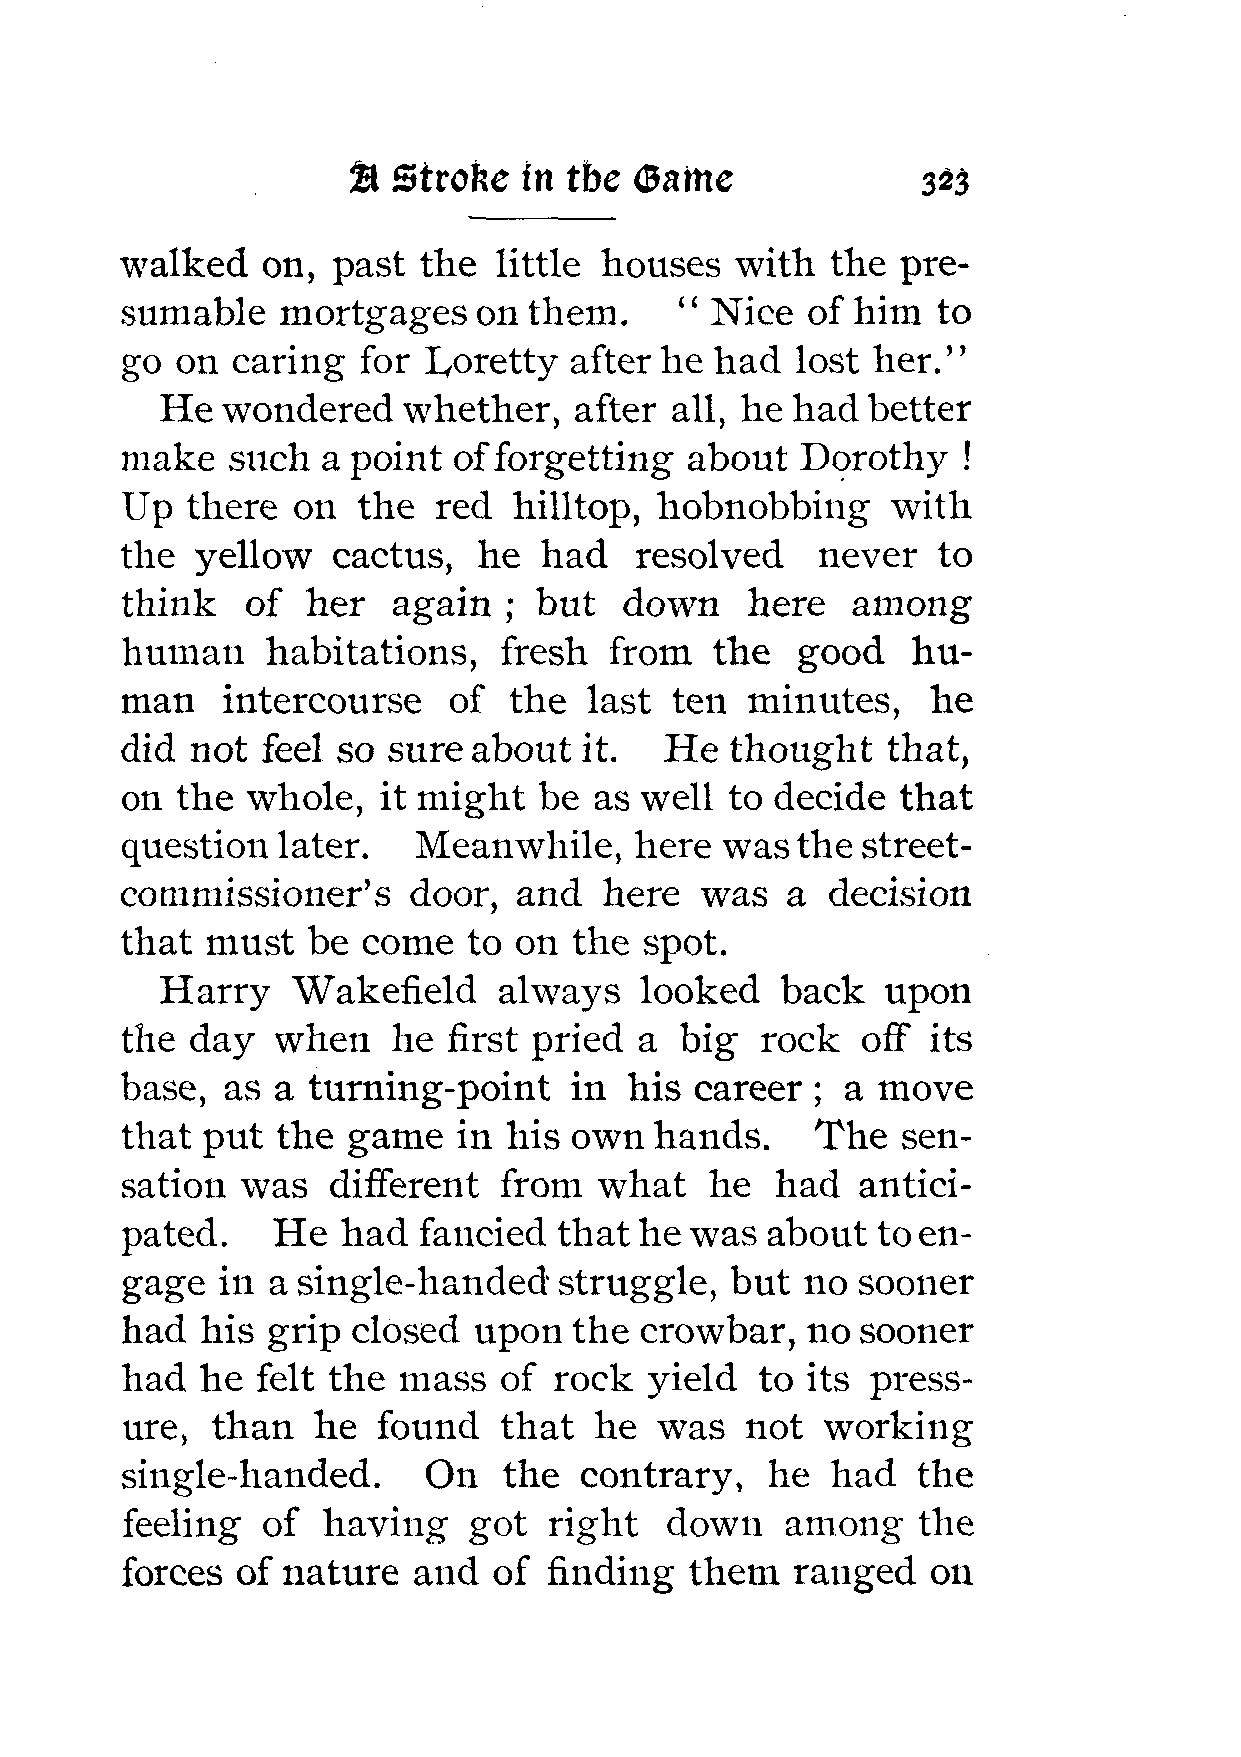 A Stroke in the Game 323
walked on, past the little houses with the pre-
sumable mortgages on them. " Nice of him to
go on caring for Loretty after he had lost her."
He wondered whether, after all, he had better
make such a point of forgetting about Dorothy !
Up there on the red hilltop, hobnobbing with
the yellow cactus, he had resolved never to
think of her again ; but down here among
human habitations, fresh from the good hu-
man intercourse of the last ten minutes, he
did not feel so sure about it. He thought that,
on the whole, it might be as well to decide that
question later. Meanwhile, here was the street-
commissioner's door, and here was a decision
that must be come to on the spot.
Harry Wakefield always looked back upon
the day when he first pried a big rock off its
base, as a turning-point in his career ; a move
that put the game in his own hands. The sen-
sation was different from what he had antici-
pated. He had fancied that he was about to en-
gage in a single-handed struggle, but no sooner
had his grip closed upon the crowbar, no sooner
had he felt the mass of rock yield to its press-
ure, than he found that he was not working
single-handed. On the contrary, he had the
feeling of having got right down among the
forces of nature and of finding them ranged on